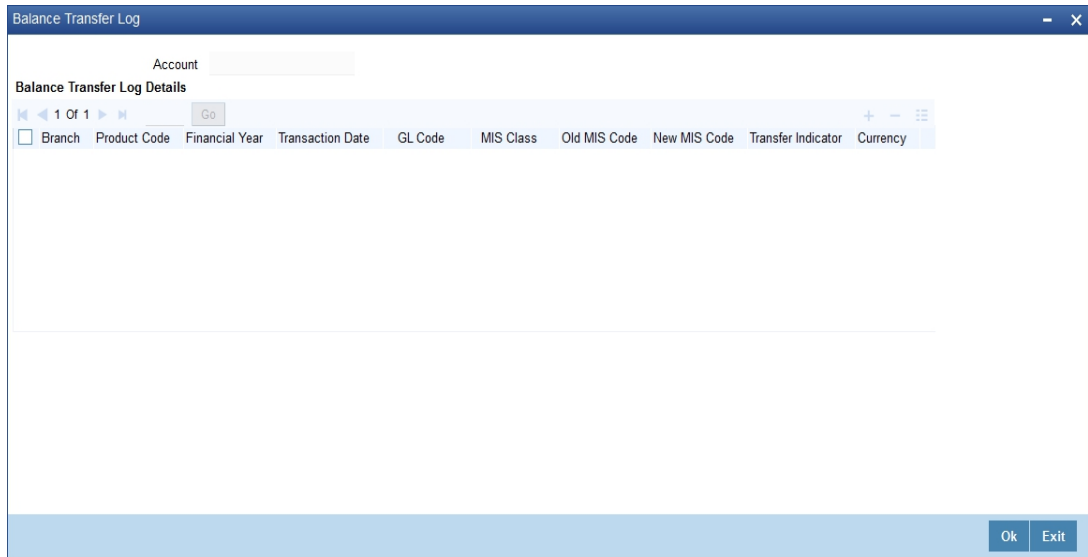 Balance Transfer Log
Account
Balance Transfer Log Details
1 Of 1 Go
Branch Product Code Financial Year Transaction Date GL Code MIS Class Old MIS Code New MIS Code Transfer Indicator Currency
Ok Exit